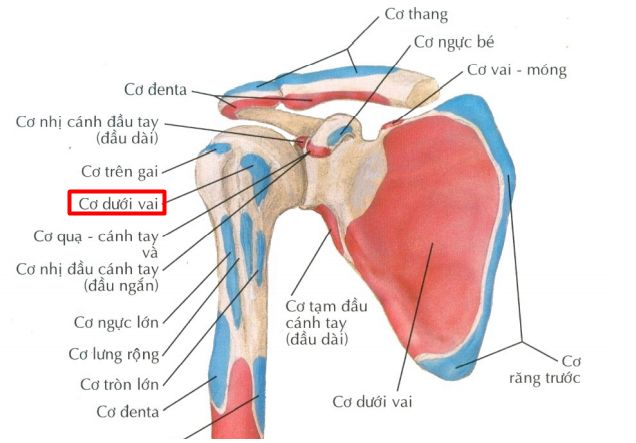 Cơ thang
Cơ ngực bé
Cơ vai - móng
Cơ đenta
Cơ nhị cánh đầu tay
(đầu dài)
Cơ trên gai
Cơ dưới vai
Cơ quạ - cánh tay
và
Cơ nhị đầu cánh tay
(đầu ngắn)
Cơ ngực lớn
Cơ lưng rộng
Cơ tròn lớn
Cơ đenta
Cơ tạm đầu
cánh tay
(đầu dài)
Cơ dưới vai
Cơ
răng trước